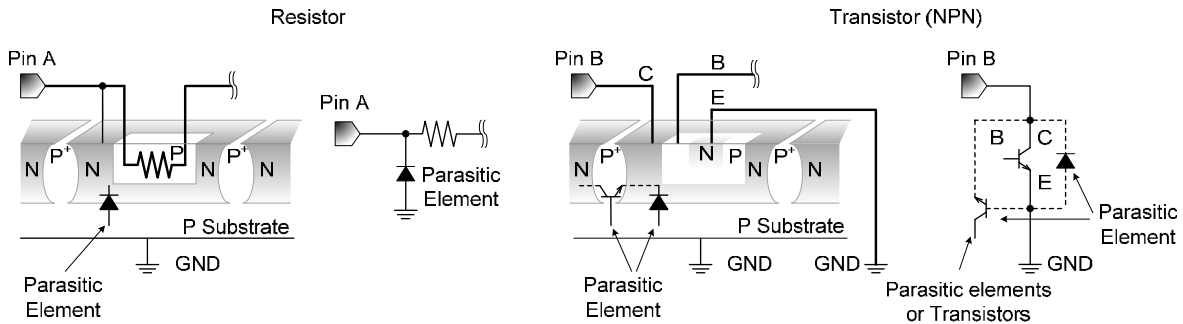 Resistor
Transistor (NPN)
Pin A
Pin A
N
P+
N
P
N
P+
N
Parasitic
Element
P Substrate
GND
Parasitic
Element
Pin B
C
B
E
N
P+
N
N
P
N
P+
N
P Substrate
GND
GND
Parasitic
Element
Pin B
B
C
E
Parasitic
Element
GND
Parasitic elements
or Transistors